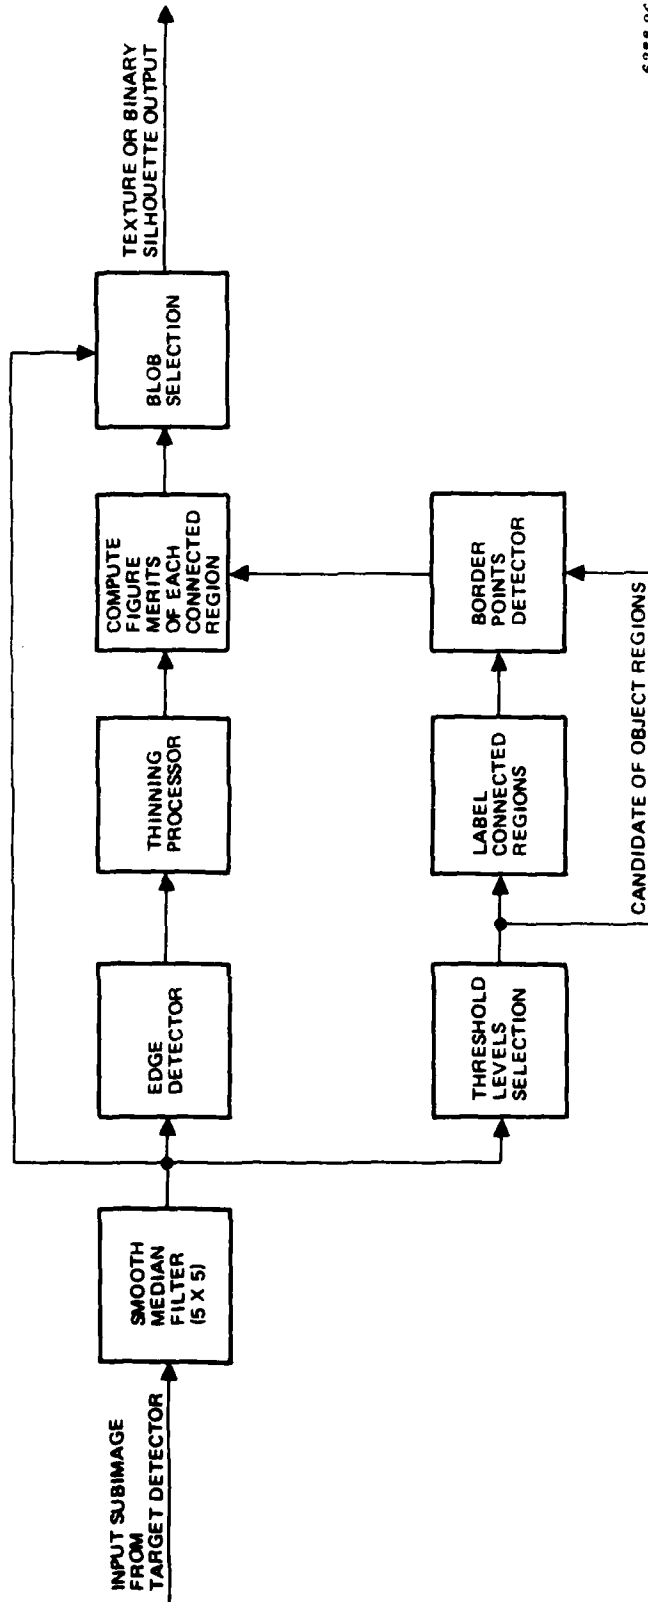 INPUT SUBIMAGE
FROM
TARGET DETECTOR
SMOOTH
MEDIAN
FILTER
(5 X 5)
EDGE
DETECTOR
THINNING
PROCESSOR
COMPUTE
FIGURE
MERITS
OF EACH
CONNECTED
REGION
BLOB
SELECTION
TEXTURE OR BINARY
SILHOUETTE OUTPUT
THRESHOLD
LEVELS
SELECTION
LABEL
CONNECTED
REGIONS
BORDER
POINTS
DETECTOR
CANDIDATE OF OBJECT REGIONS